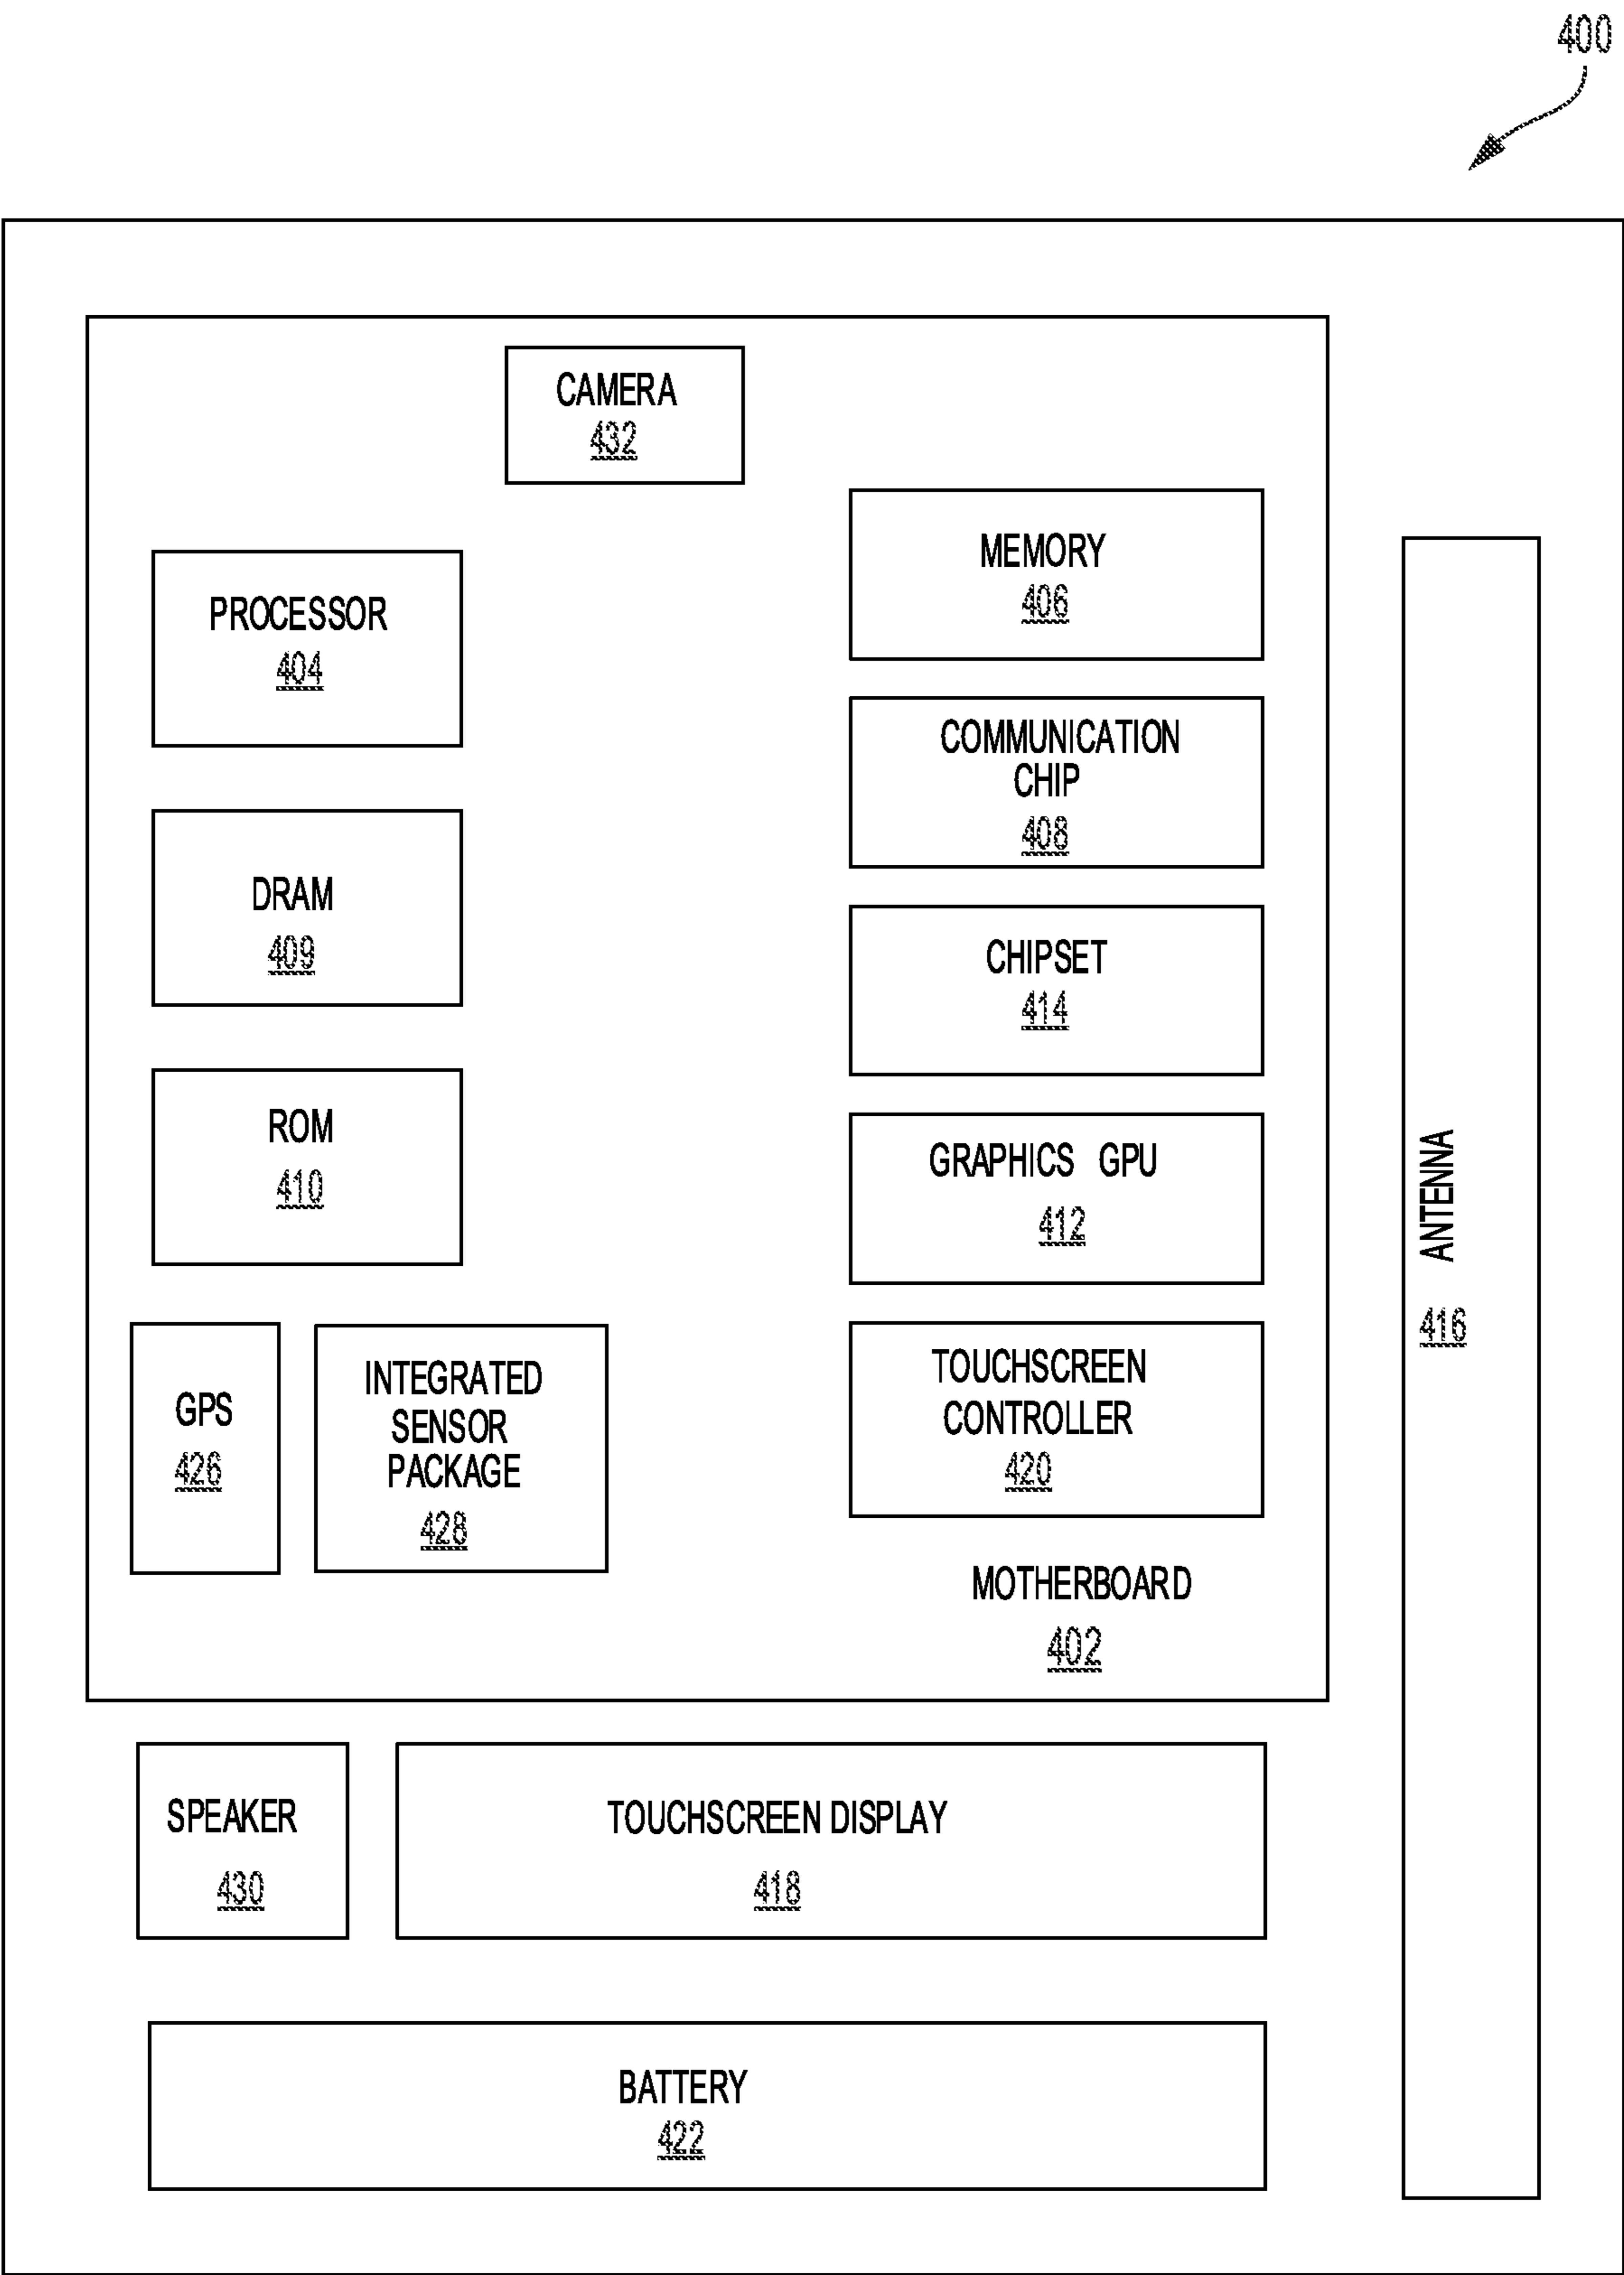 400
CAMERA
432
PROCESSOR
404
DRAM
409
ROM
410
GPS
426
INTEGRATED
SENSOR
PACKAGE
428
MEMORY
406
COMMUNICATION
CHIP
408
CHIPSET
414
GRAPHICS GPU
412
TOUCHSCREEN
CONTROLLER
420
MOTHERBOARD
402
ANTENNA
416
SPEAKER
430
TOUCHSCREEN DISPLAY
418
BATTERY
422